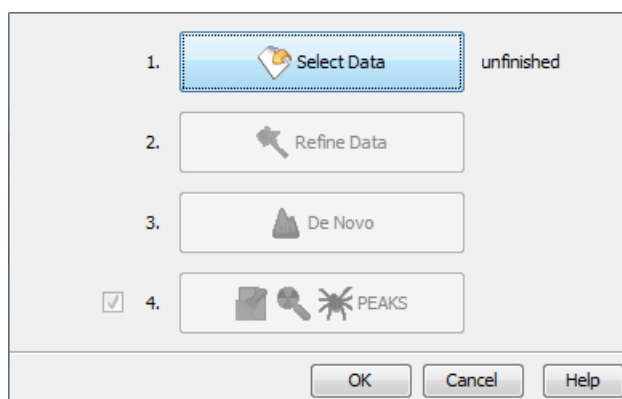 1. Select Data unfinished
2. Refine Data
3. De Novo
4. PEAKS
OK Cancel Help